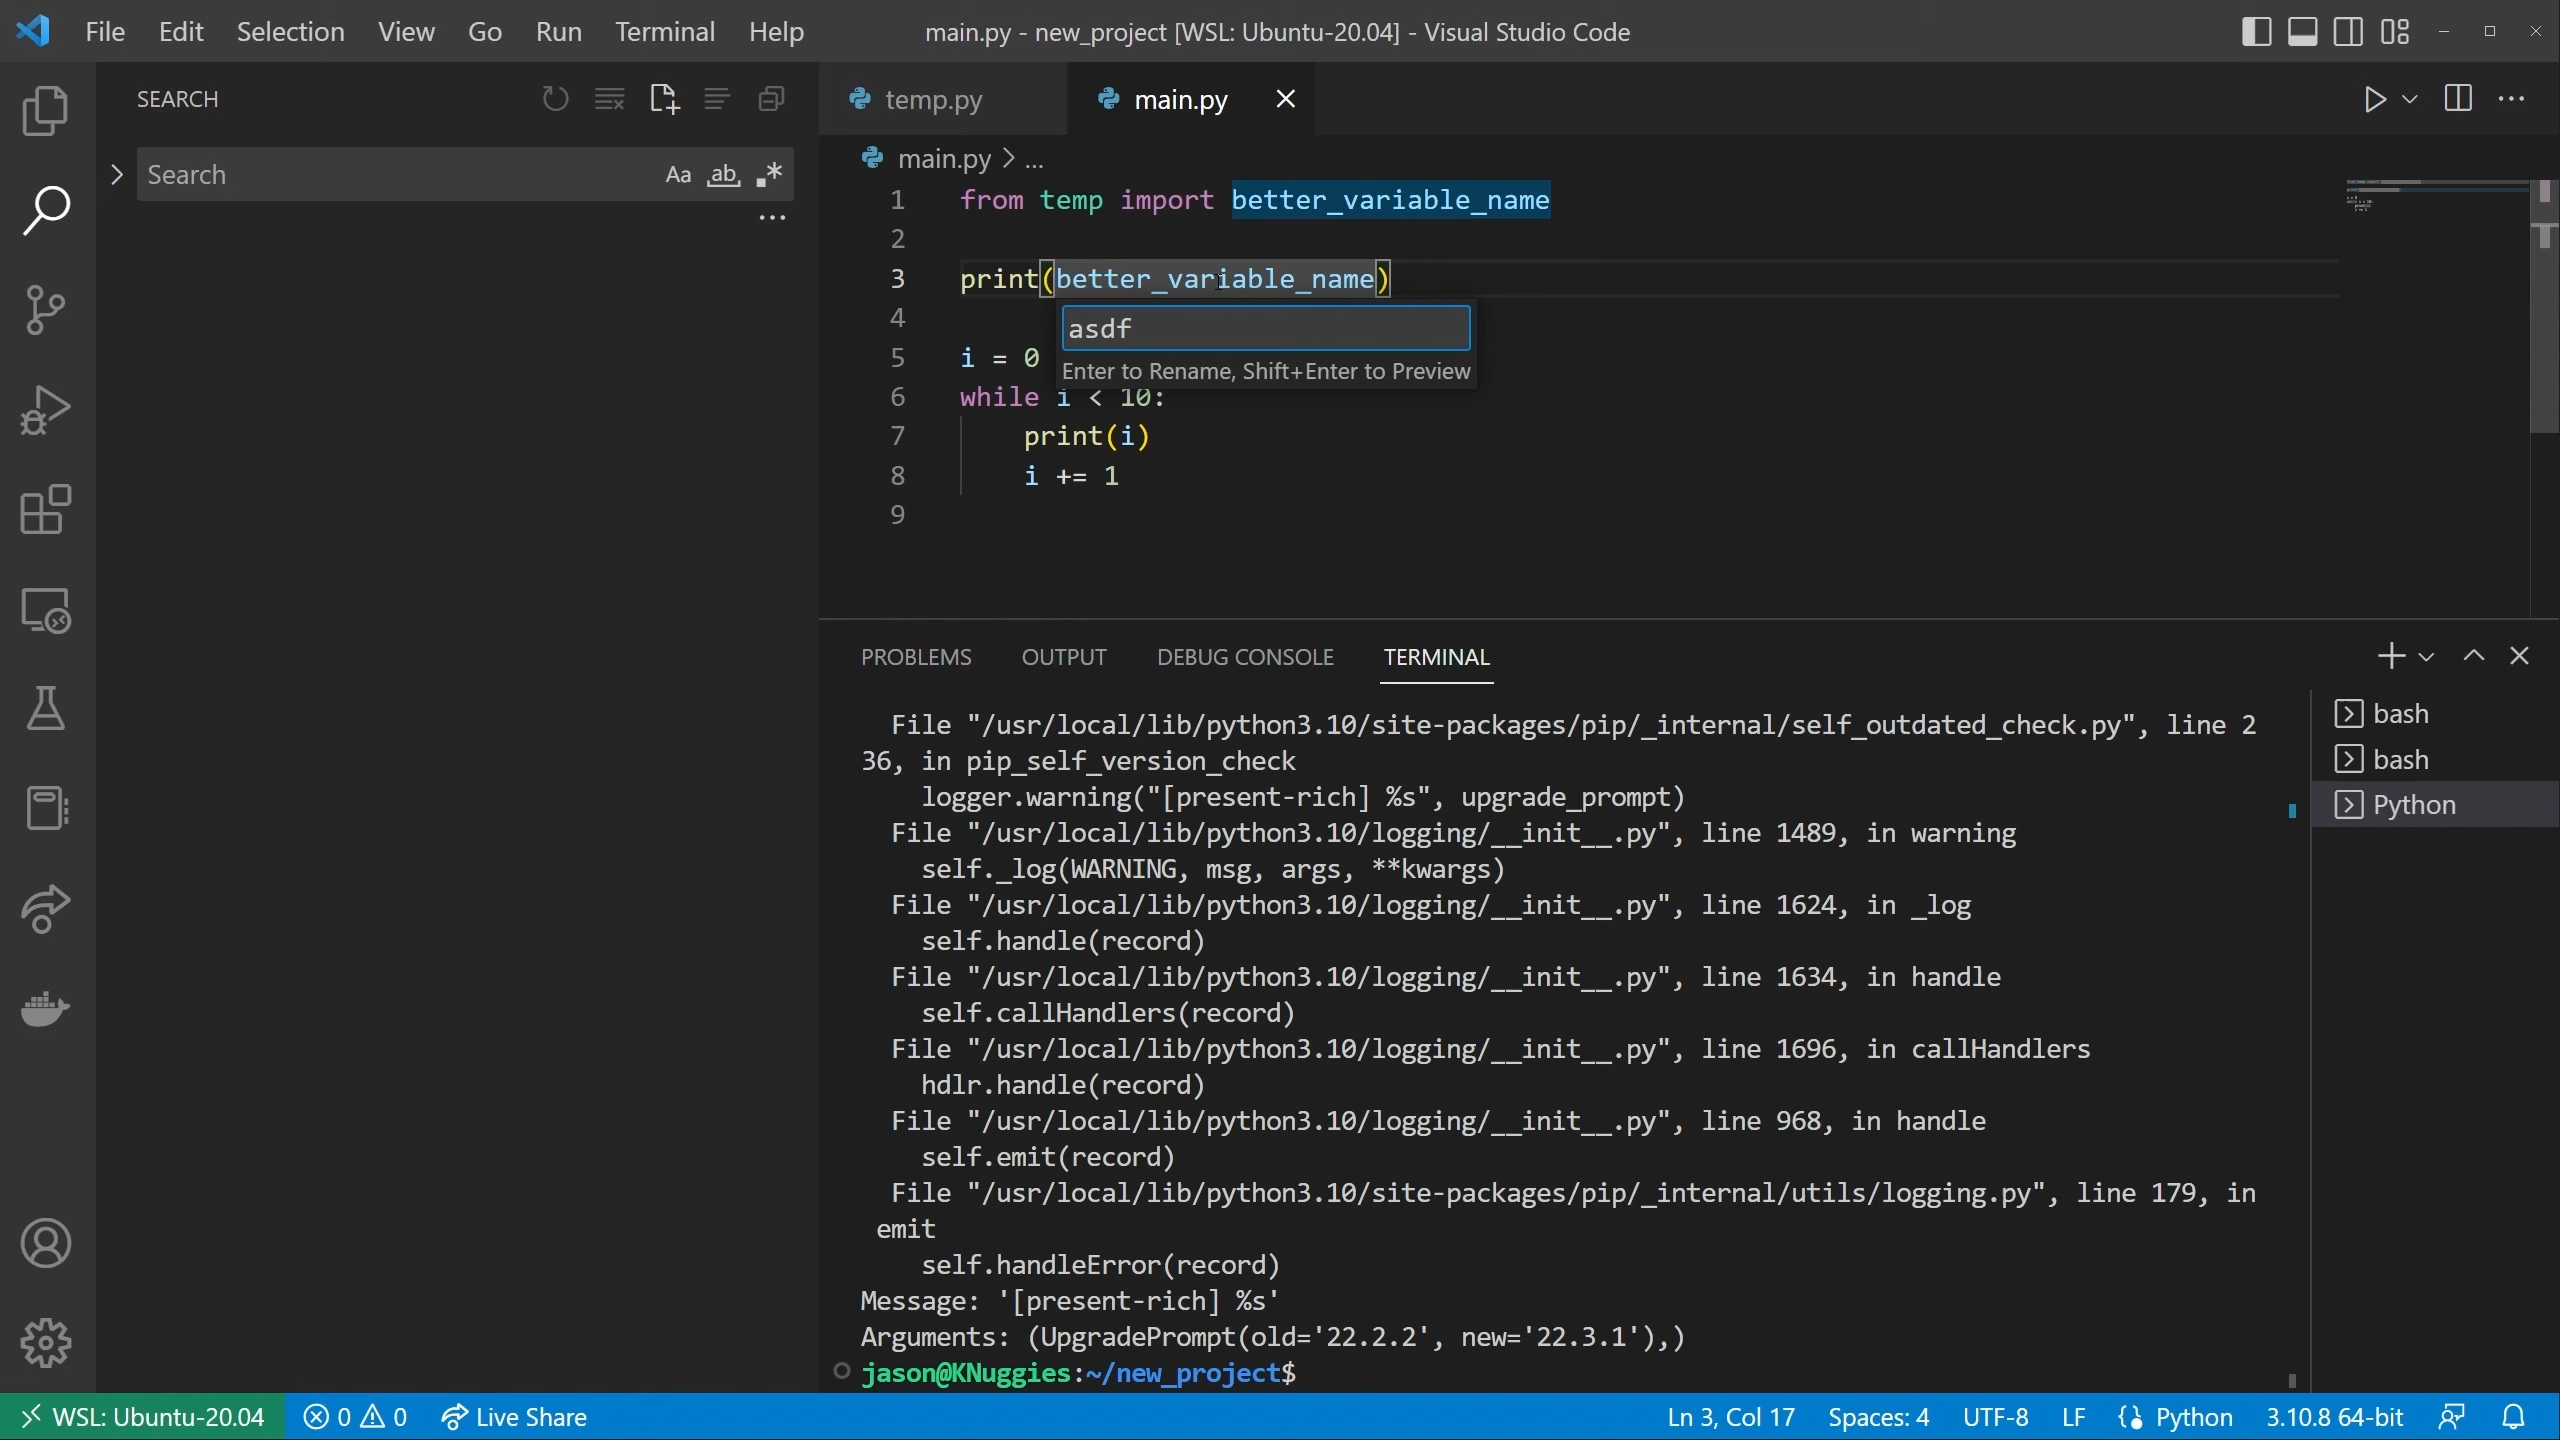 File Edit Selection View Go Run Terminal Help
main.py - new_project [WSL: Ubuntu-20.04] - Visual Studio Code
SEARCH
Search
Aa
ab
.*
...
temp.py
main.py
...
main.py > ...
1 from temp import better_variable_name
2
3 print(better_variable_name)
asdf
Enter to Rename, Shift+Enter to Preview
4
5 i = 0
6 while i < 10:
7 print(i)
8 i += 1
9
PROBLEMS OUTPUT DEBUG CONSOLE TERMINAL
File "/usr/local/lib/python3.10/site-packages/pip/_internal/self_outdated_check.py", line 2
36, in pip_self_version_check
logger.warning("[present-rich] %s", upgrade_prompt)
File "/usr/local/lib/python3.10/logging/__init__.py", line 1489, in warning
self._log(WARNING, msg, args, **kwargs)
File "/usr/local/lib/python3.10/logging/__init__.py", line 1624, in _log
self.handle(record)
File "/usr/local/lib/python3.10/logging/__init__.py", line 1634, in handle
self.callHandlers(record)
File "/usr/local/lib/python3.10/logging/__init__.py", line 1696, in callHandlers
hdlr.handle(record)
File "/usr/local/lib/python3.10/logging/__init__.py", line 968, in handle
self.emit(record)
File "/usr/local/lib/python3.10/site-packages/pip/_internal/utils/logging.py", line 179, in
emit
self.handleError(record)
Message: '[present-rich] %s'
Arguments: (UpgradePrompt(old='22.2.2', new='22.3.1'),)
jason@KNuggies:~/new_project$
bash
bash
Python
WSL: Ubuntu-20.04
0 0
Live Share
Ln 3, Col 17
Spaces: 4
UTF-8
LF
Python
3.10.8 64-bit